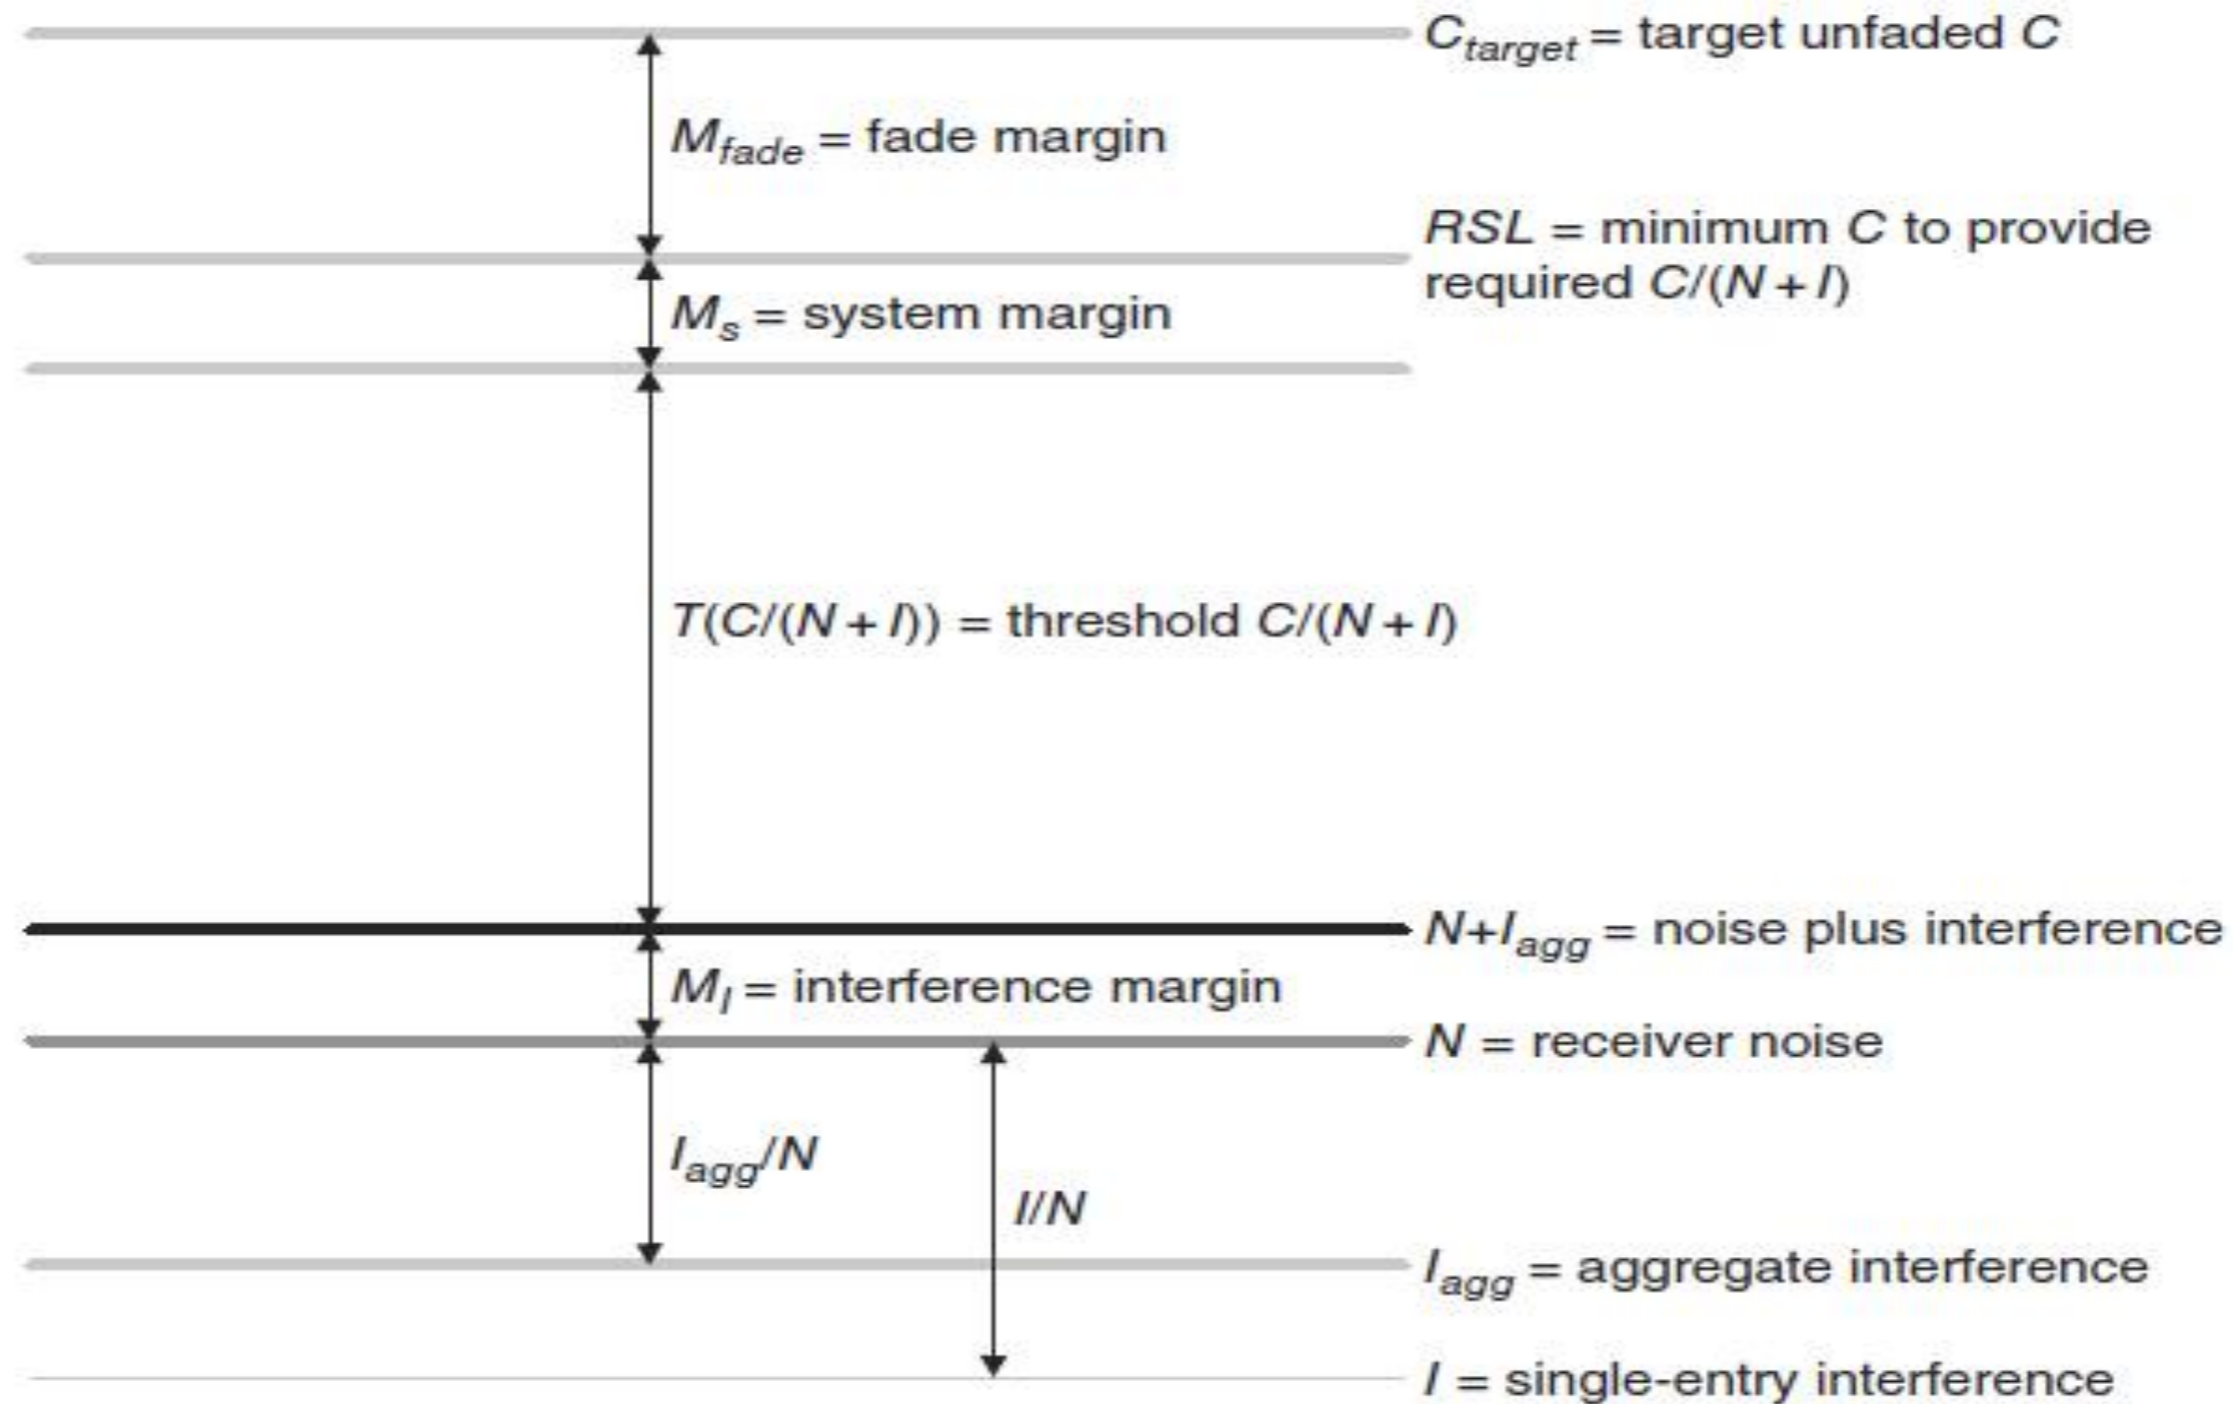 C_target = target unfaded C
M_fade = fade margin
RSL = minimum C to provide
required C/(N + I)
M_s = system margin
T(C/(N + I)) = threshold C/(N + I)
N+I_agg = noise plus interference
M_I = interference margin
N = receiver noise
I_agg/N
I/N
I_agg = aggregate interference
I = single-entry interference